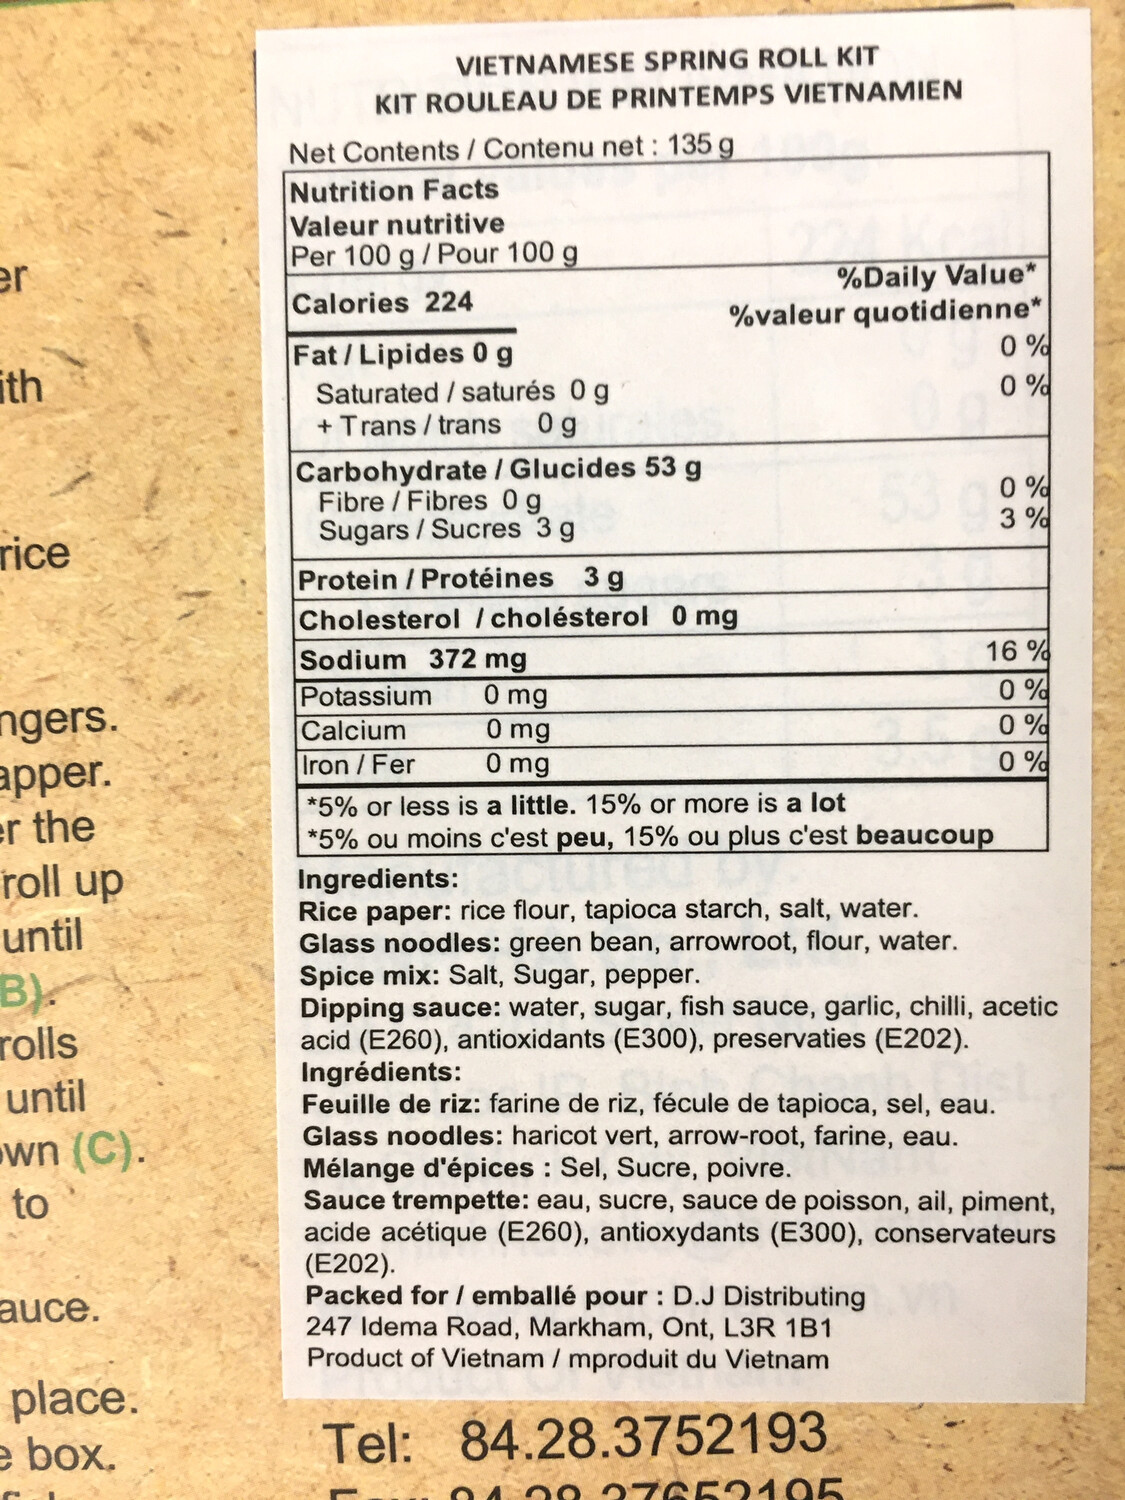 VIETNAMESE SPRING ROLL KIT
KIT ROULEAU DE PRINTEMPS VIETNAMIEN
Net Contents / Contenu net : 135 g
Nutrition Facts
Valeur nutritive
Per 100 g / Pour 100 g
%Daily Value*
Calories 224
%valeur quotidienne*
Fat / Lipides 0 g 0 %
Saturated / saturés 0 g 0 %
+ Trans / trans 0 g
Carbohydrate / Glucides 53 g
Fibre / Fibres 0 g 0 %
Sugars / Sucres 3 g 3 %
Protein / Protéines 3 g
Cholesterol / choléstérol 0 mg
Sodium 372 mg 16 %
Potassium 0 mg 0 %
Calcium 0 mg 0 %
Iron / Fer 0 mg 0 %
*5% or less is a little. 15% or more is a lot
*5% ou moins c'est peu, 15% ou plus c'est beaucoup
Ingredients:
Rice paper: rice flour, tapioca starch, salt, water.
Glass noodles: green bean, arrowroot, flour, water.
Spice mix: Salt, Sugar, pepper.
Dipping sauce: water, sugar, fish sauce, garlic, chilli, acetic
acid (E260), antioxidants (E300), preservaties (E202).
Ingrédients:
Feuille de riz: farine de riz, fécule de tapioca, sel, eau.
Glass noodles: haricot vert, arrow-root, farine, eau.
Mélange d'épices : Sel, Sucre, poivre.
Sauce trempette: eau, sucre, sauce de poisson, ail, piment,
acide acétique (E260), antioxydants (E300), conservateurs
(E202).
Packed for / emballé pour : D.J Distributing
247 Idema Road, Markham, Ont, L3R 1B1
Product of Vietnam / mproduit du Vietnam
Tel: 84.28.3752193
rice
the
roll up
until
B).
rolls
until
(C).
to
place.
box.